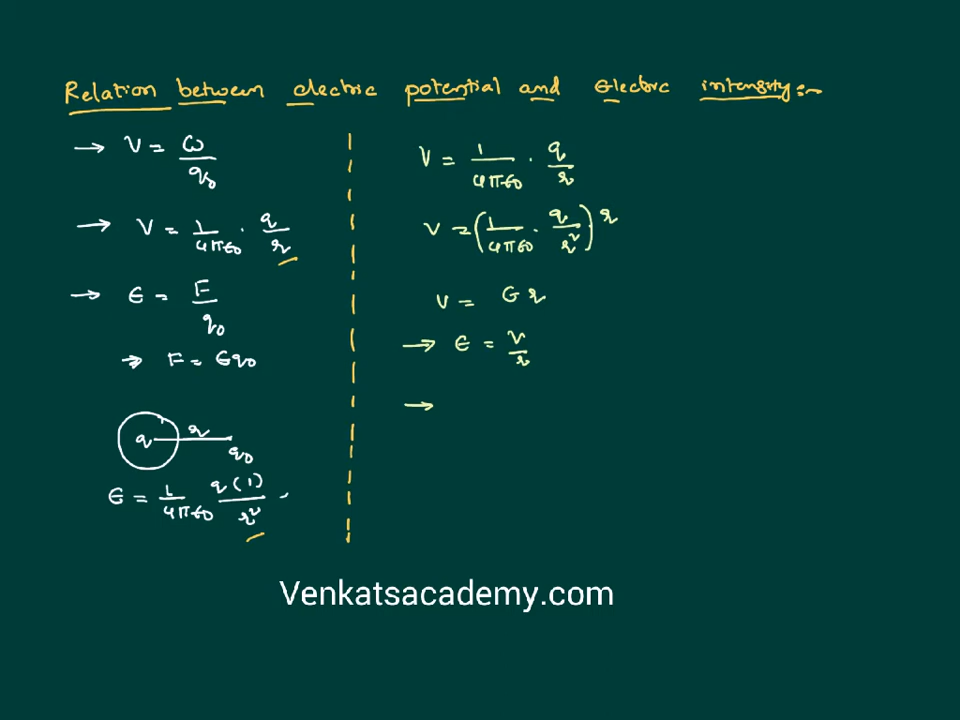 Relation between electric potential and Electric intensity:-
→ V = W/q₀
→ V = 1/4πϵ₀ · q/r
→ E = F/q₀
→ F = Eq₀
q r q₀
E = 1/4πϵ₀ q(1)/r²
V = 1/4πϵ₀ · q/r
V = (1/4πϵ₀ · q/r²) r
V = E r
→ E = V/r
→
Venkatsacademy.com